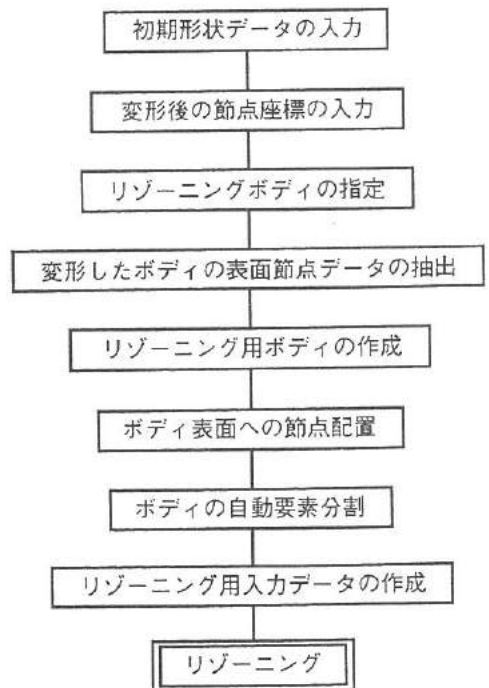 初期形状データの入力
変形後の節点座標の入力
リゾーニングボディの指定
変形したボディの表面節点データの抽出
リゾーニング用ボディの作成
ボディ表面への節点配置
ボディの自動要素分割
リゾーニング用入力データの作成
リゾーニング